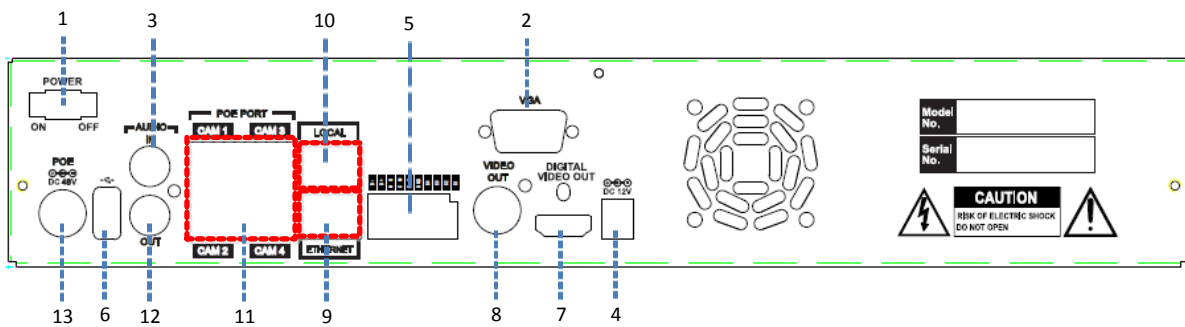 1
3
10
5
2
POWER
ON OFF
AUDIO
IN
POE PORT
CAM 1 CAM 3
LOCAL
VGA
Model
No.
Serial
No.
POE
DC 48V
VIDEO
OUT
DIGITAL
VIDEO OUT
DC 12V
CAUTION
RISK OF ELECTRIC SHOCK
DO NOT OPEN
OUT
CAM 2 CAM 4
ETHERNET
13
6
12
11
9
8
7
4